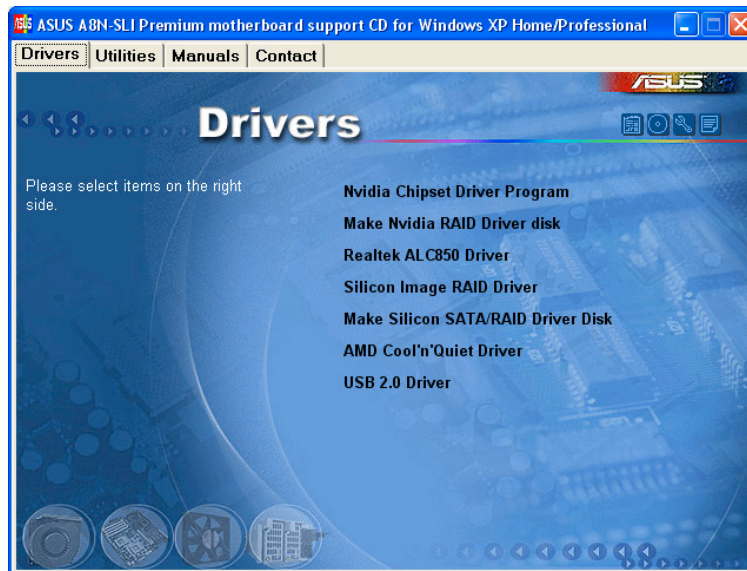 ASUS A8N-SLI Premium motherboard support CD for Windows XP Home/Professional
Drivers Utilities Manuals Contact
ASUS
Drivers
Please select items on the right
side.
Nvidia Chipset Driver Program
Make Nvidia RAID Driver disk
Realtek ALC850 Driver
Silicon Image RAID Driver
Make Silicon SATA/RAID Driver Disk
AMD Cool'n'Quiet Driver
USB 2.0 Driver